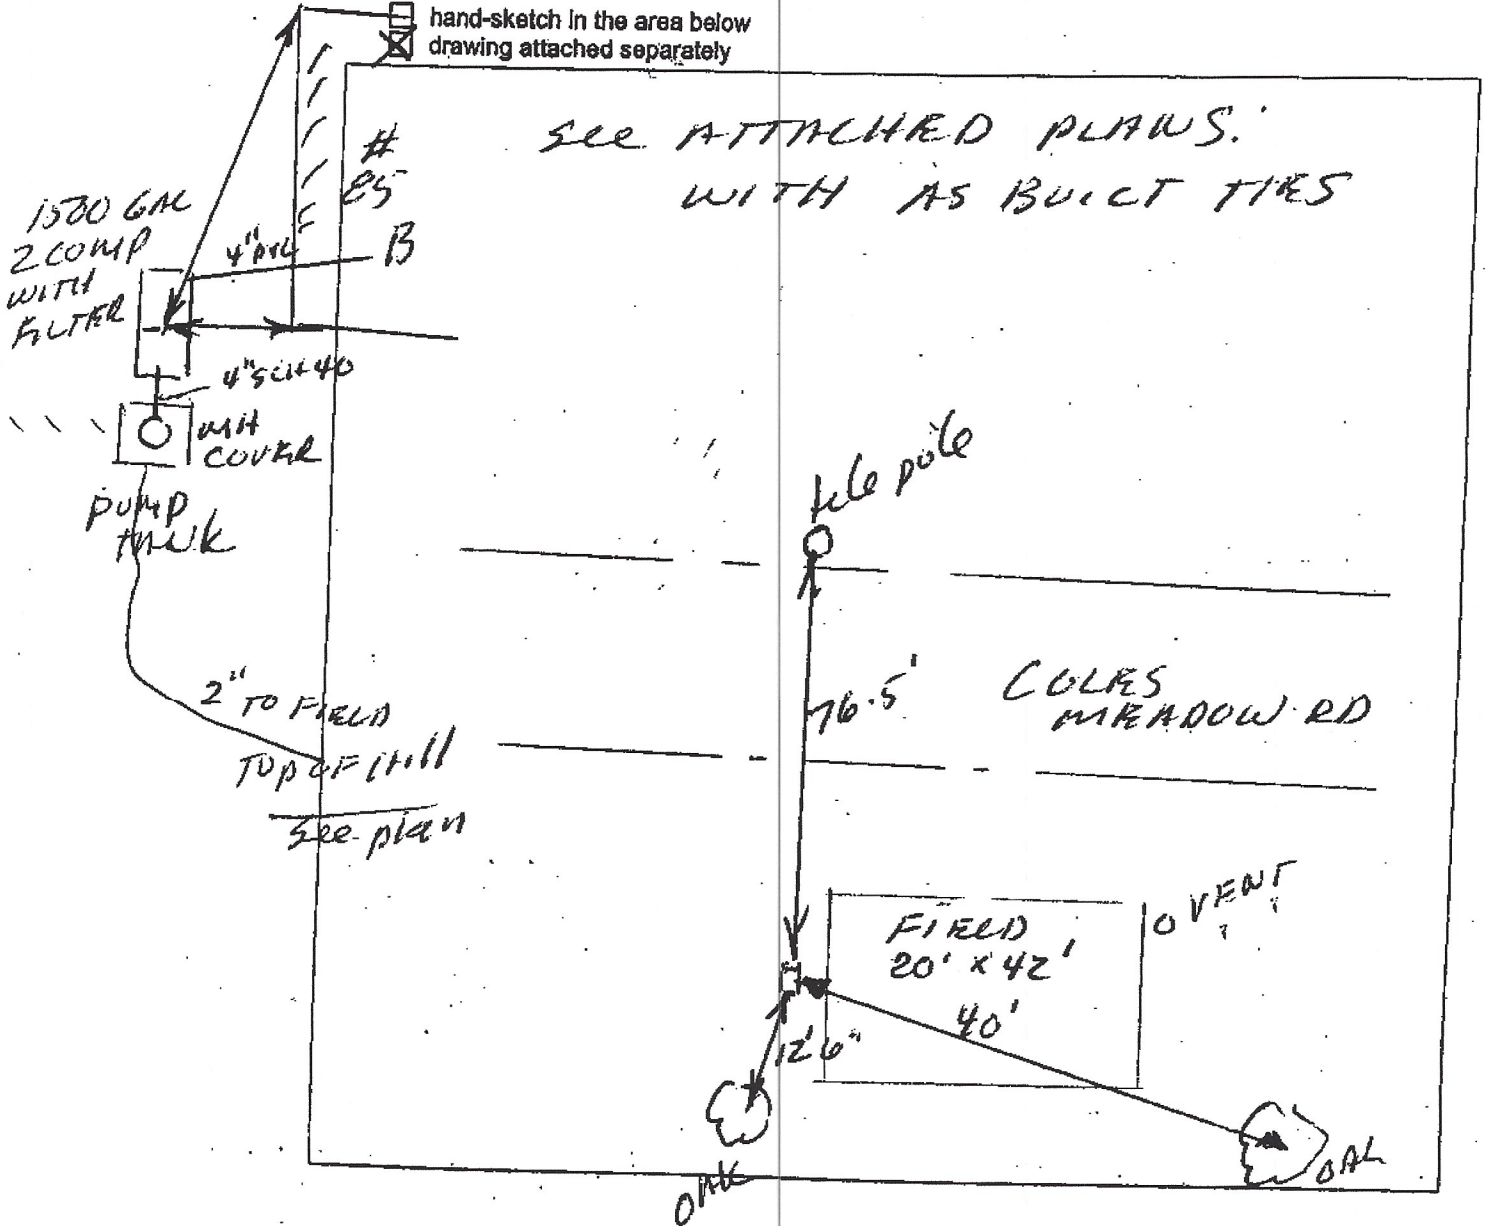 hand-sketch in the area below
drawing attached separately
See ATTACHED PLANS.
WITH AS BUILT TIES
#
85
1500 GAL
2 COMP
WITH
FILTER
4" PVC
B
4" SCH 40
MH
COVER
PUMP
TANK
tele pole
76.5'
COLES
MEADOW RD
2" TO FIELD
TOP OF Hill
See plan
VENT
FIELD
20' x 42'
40'
12'6"
OAK
OAK